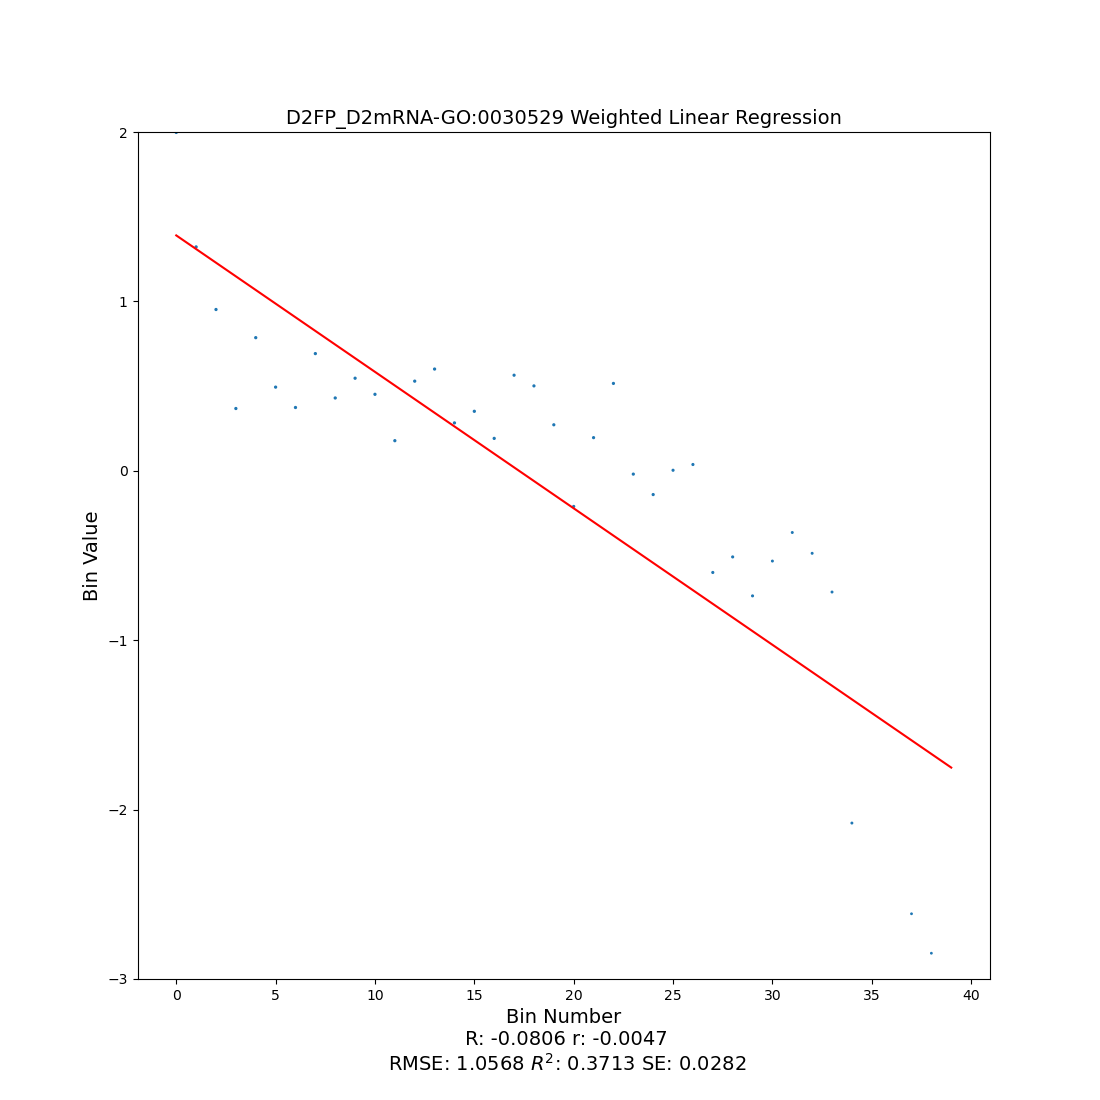 D2FP_D2mRNA-GO:0030529 Weighted Linear Regression
2
1
0
−1
−2
−3
Bin Value
0 5 10 15 20 25 30 35 40
Bin Number
R: -0.0806 r: -0.0047
RMSE: 1.0568 R²: 0.3713 SE: 0.0282